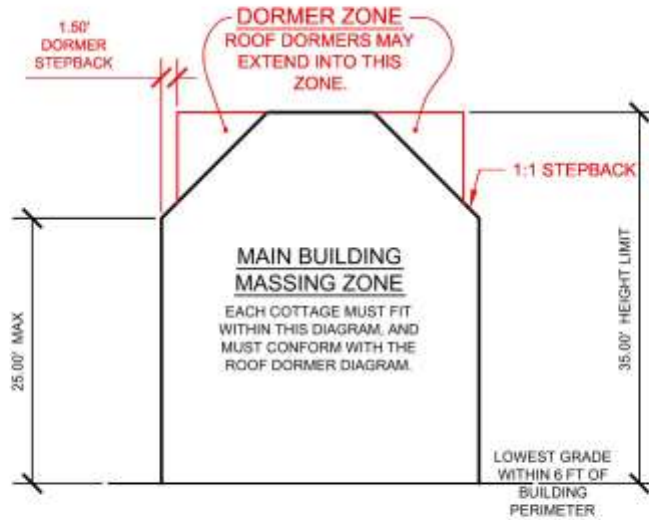 1.50'
DORMER
STEPBACK
DORMER ZONE
ROOF DORMERS MAY
EXTEND INTO THIS
ZONE.
1:1 STEPBACK
MAIN BUILDING
MASSING ZONE
EACH COTTAGE MUST FIT
WITHIN THIS DIAGRAM, AND
MUST CONFORM WITH THE
ROOF DORMER DIAGRAM.
25.00' MAX
35.00' HEIGHT LIMIT
LOWEST GRADE
WITHIN 6 FT OF
BUILDING
PERIMETER